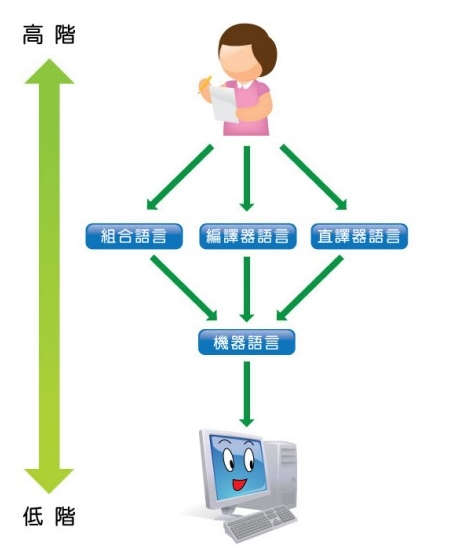 高 階
組合語言
編譯器語言
直譯器語言
機器語言
低 階